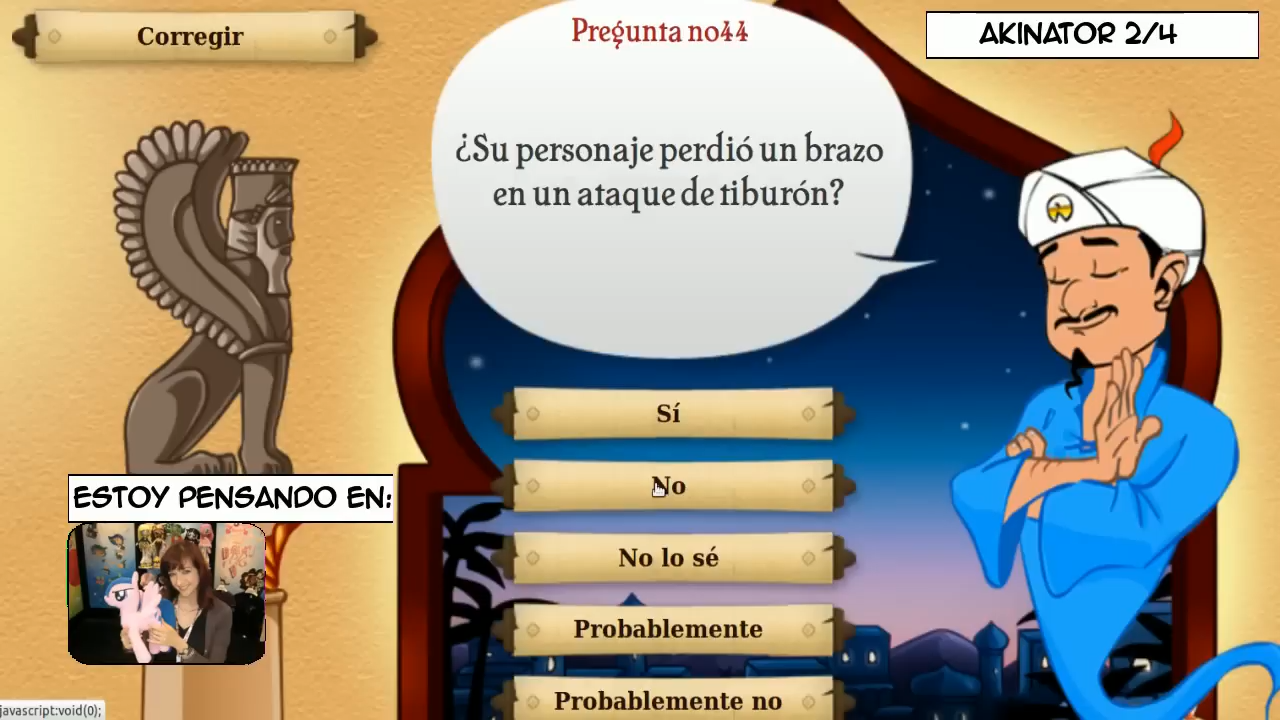 Corregir
Pregunta no44
AKINATOR 2/4
¿Su personaje perdió un brazo
en un ataque de tiburón?
Sí
No
ESTOY PENSANDO EN:
No lo sé
Probablemente
Probablemente no
javascript:void(0);